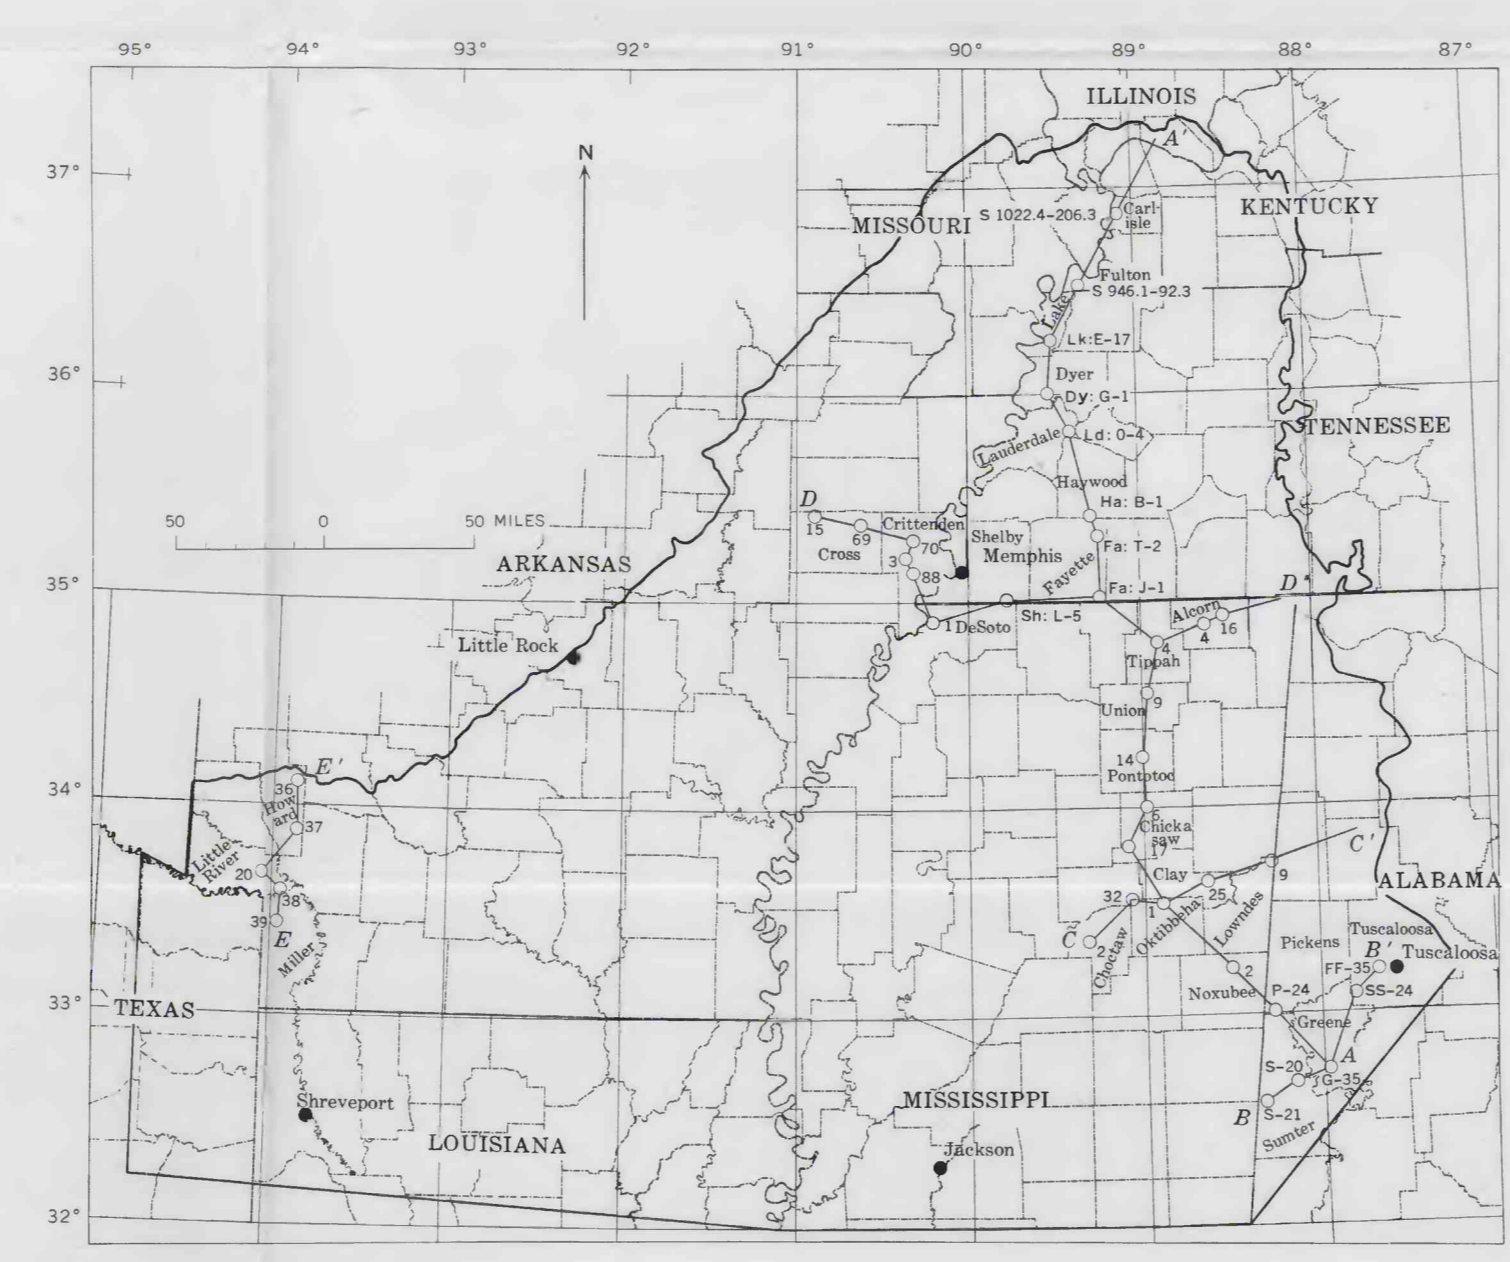 95° 94° 93° 92° 91° 90° 89° 88° 87°
ILLINOIS
N
A'
37°
S 1022.4-206.3
Carl-
isle
KENTUCKY
MISSOURI
Fulton
S 946.1-92.3
Lake
Lk:E-17
36°
Dyer
Dy: G-1
TENNESSEE
Ld: O-4
Lauderdale
Haywood
D
Ha: B-1
50 0 50 MILES
15
69
Crittenden
70
Shelby
Cross
3
Memphis
Fa: T-2
ARKANSAS
88
Fayette
35°
Fa: J-1
D'
Sh: L-5
Alcorn
16
4
1 DeSoto
Little Rock
4
Tippah
9
Union
14
Pontotoc
E'
36
34°
How
ard
37
6
Chicka
saw
17
C'
Little
River
20
Clay
9
38
32
1
25
ALABAMA
39
E
C
2
Choctaw
Oktibbeha
Lowndes
Tuscaloosa
Pickens
B'
Tuscaloosa
Miller
FF-35
2
SS-24
33°
TEXAS
Noxubee
P-24
Greene
A
S-20
G-35
MISSISSIPPI
Shreveport
B
S-21
Sumter
LOUISIANA
Jackson
32°